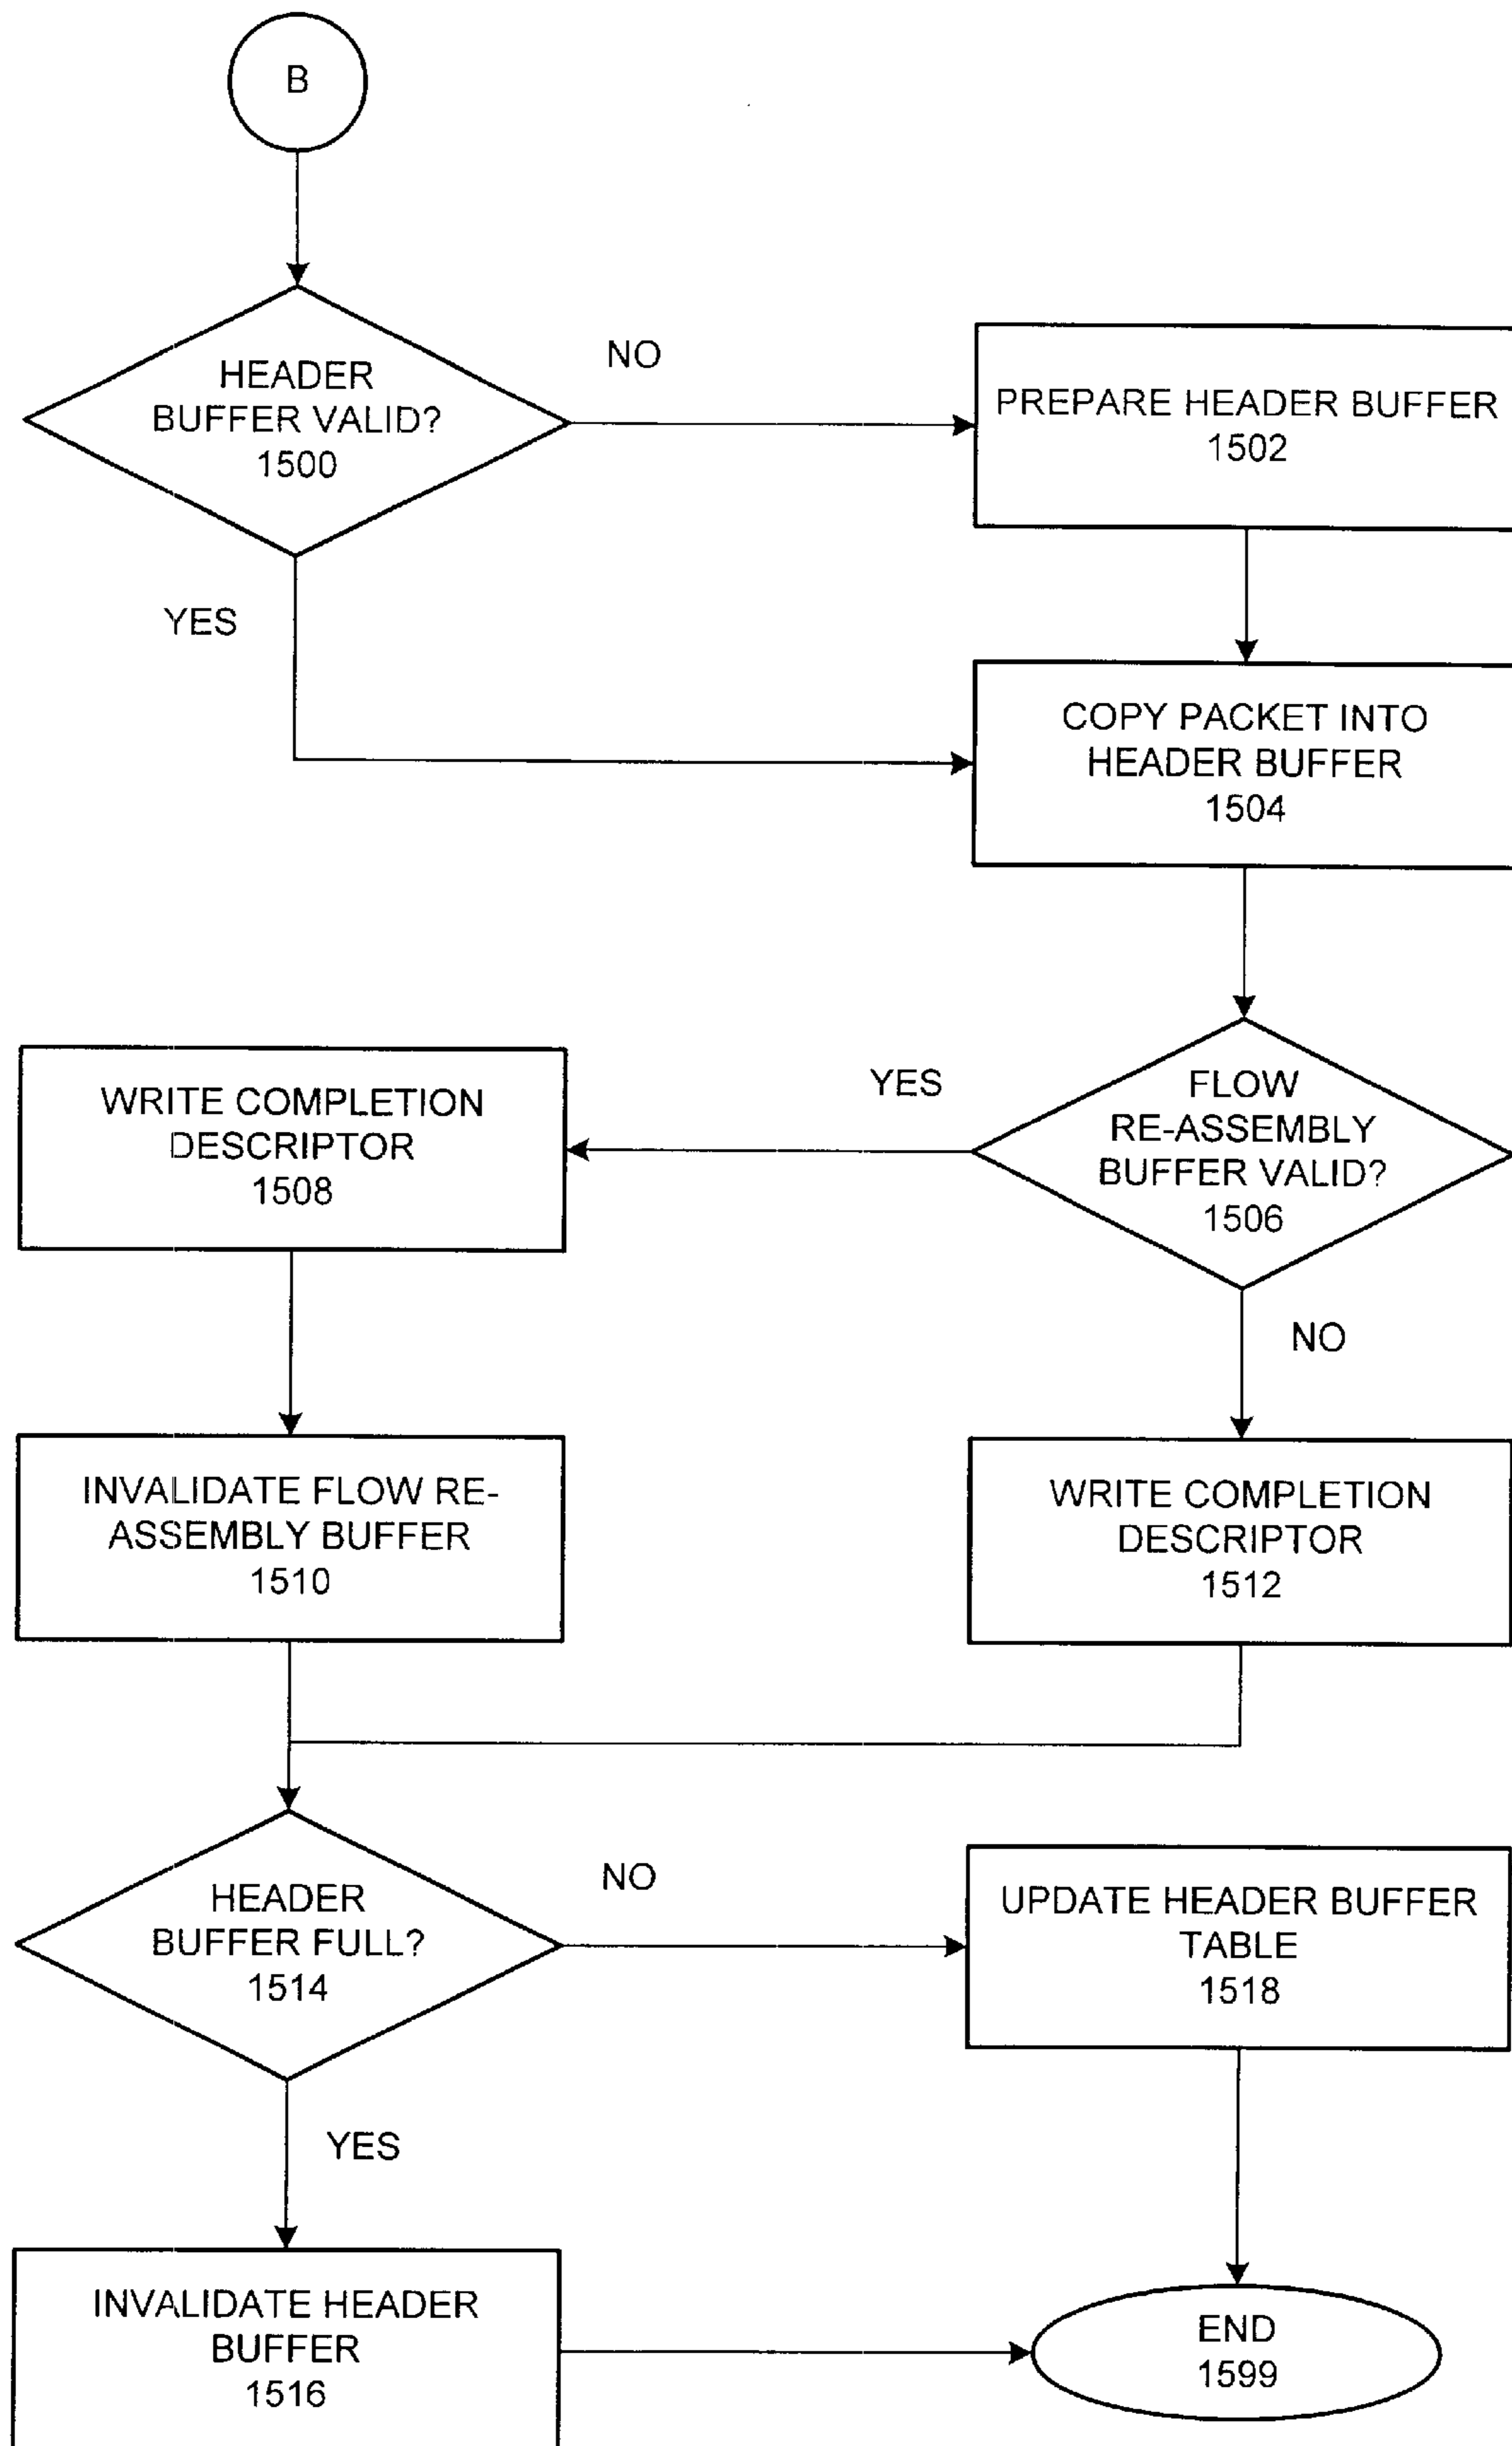 B
HEADER
BUFFER VALID?
1500
NO
PREPARE HEADER BUFFER
1502
YES
COPY PACKET INTO
HEADER BUFFER
1504
FLOW
RE-ASSEMBLY
BUFFER VALID?
1506
YES
WRITE COMPLETION
DESCRIPTOR
1508
NO
INVALIDATE FLOW RE-
ASSEMBLY BUFFER
1510
WRITE COMPLETION
DESCRIPTOR
1512
HEADER
BUFFER FULL?
1514
NO
UPDATE HEADER BUFFER
TABLE
1518
YES
INVALIDATE HEADER
BUFFER
1516
END
1599